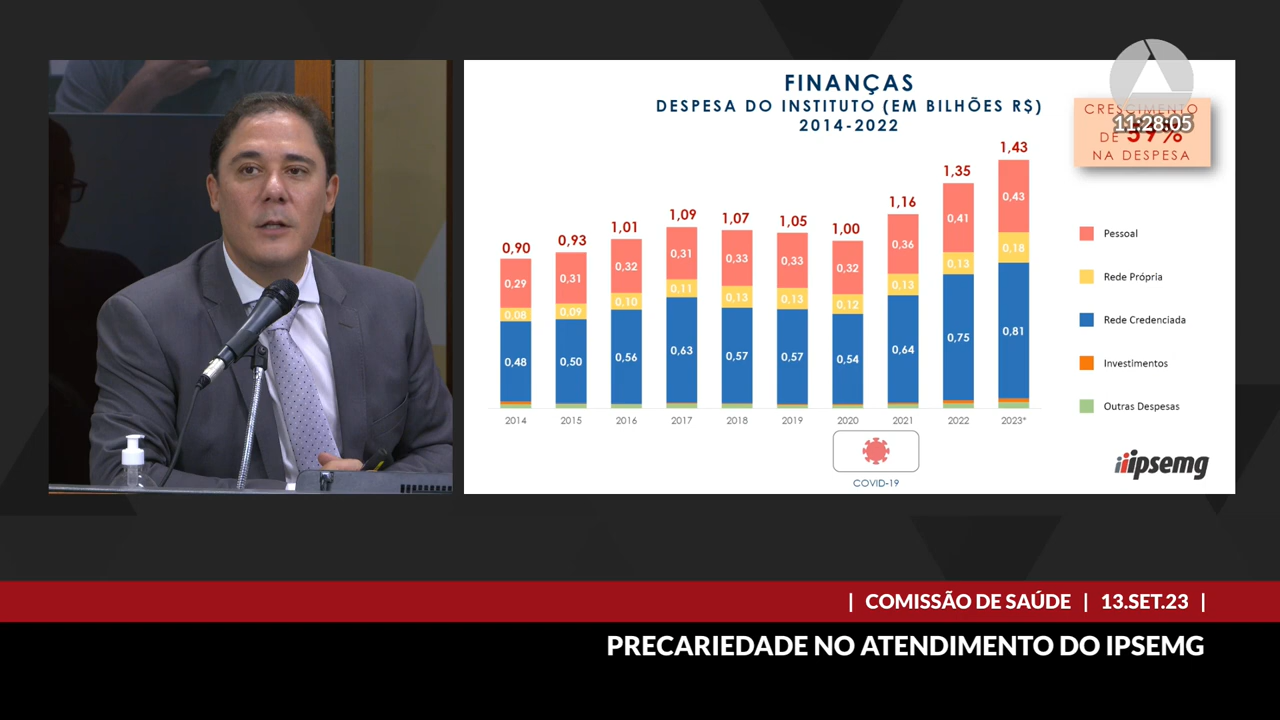 FINANÇAS
DESPESA DO INSTITUTO (EM BILHÕES R$)
2014-2022
CRESCIMENTO
DE 59%
NA DESPESA
11:28:05
0,90 0,93 1,01 1,09 1,07 1,05 1,00 1,16 1,35 1,43
0,29 0,31 0,32 0,31 0,33 0,33 0,32 0,36 0,41 0,43
0,08 0,09 0,10 0,11 0,13 0,13 0,12 0,13 0,13 0,18
0,48 0,50 0,56 0,63 0,57 0,57 0,54 0,64 0,75 0,81
2014 2015 2016 2017 2018 2019 2020 2021 2022 2023*
COVID-19
Pessoal
Rede Própria
Rede Credenciada
Investimentos
Outras Despesas
ipsemg
| COMISSÃO DE SAÚDE | 13.SET.23 |
PRECARIEDADE NO ATENDIMENTO DO IPSEMG